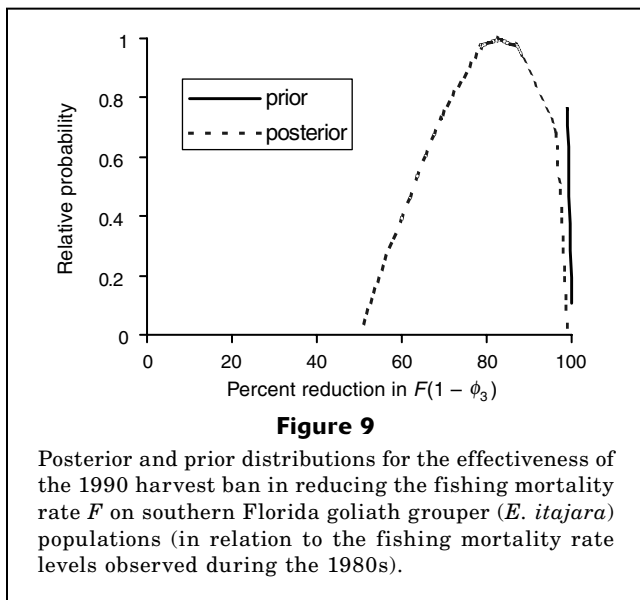 1
0.8
0.6
0.4
0.2
0
Relative probability
prior
posterior
0 20 40 60 80 100
Percent reduction in F(1 – ϕ₃)
Figure 9
Posterior and prior distributions for the effectiveness of
the 1990 harvest ban in reducing the fishing mortality
rate F on southern Florida goliath grouper (E. itajara)
populations (in relation to the fishing mortality rate
levels observed during the 1980s).